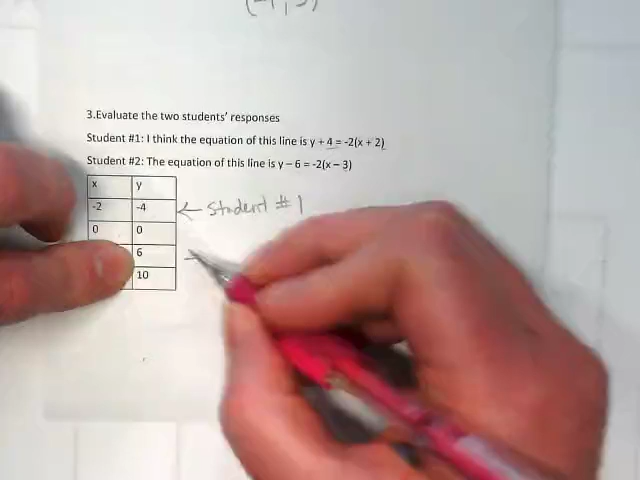 3.Evaluate the two students' responses
Student #1: I think the equation of this line is y + 4 = -2(x + 2)
Student #2: The equation of this line is y – 6 = -2(x – 3)
x y
-2 -4 ← Student #1
0 0
6
10